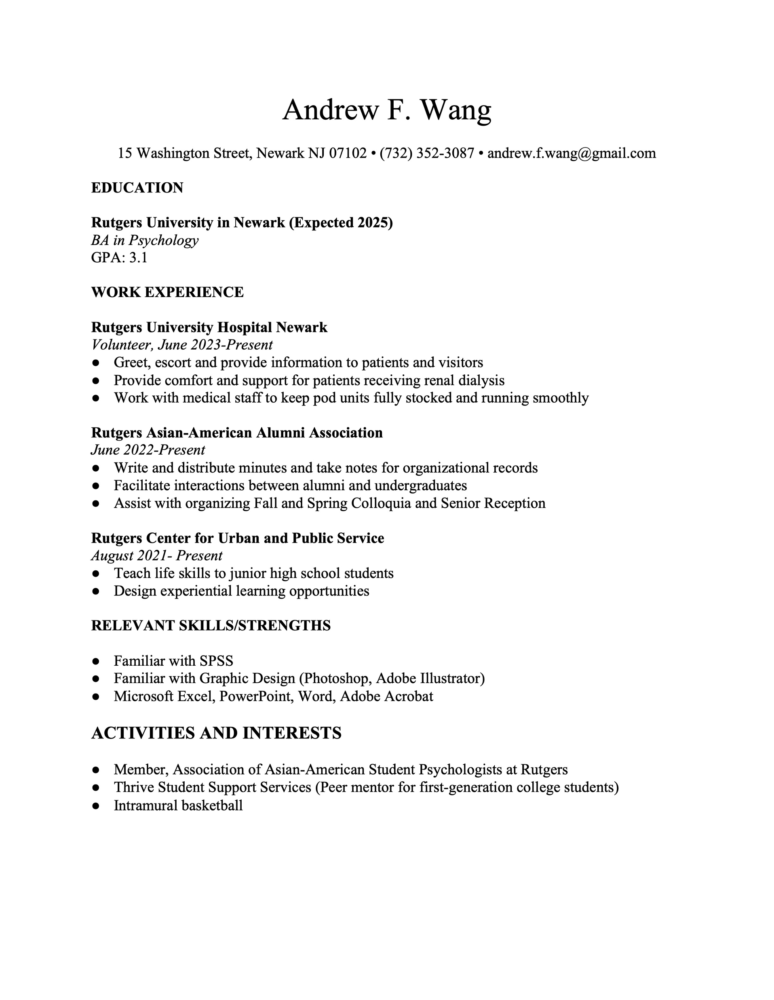 Andrew F. Wang
15 Washington Street, Newark NJ 07102 • (732) 352-3087 • andrew.f.wang@gmail.com
EDUCATION
Rutgers University in Newark (Expected 2025)
BA in Psychology
GPA: 3.1
WORK EXPERIENCE
Rutgers University Hospital Newark
Volunteer, June 2023-Present
● Greet, escort and provide information to patients and visitors
● Provide comfort and support for patients receiving renal dialysis
● Work with medical staff to keep pod units fully stocked and running smoothly
Rutgers Asian-American Alumni Association
June 2022-Present
● Write and distribute minutes and take notes for organizational records
● Facilitate interactions between alumni and undergraduates
● Assist with organizing Fall and Spring Colloquia and Senior Reception
Rutgers Center for Urban and Public Service
August 2021- Present
● Teach life skills to junior high school students
● Design experiential learning opportunities
RELEVANT SKILLS/STRENGTHS
● Familiar with SPSS
● Familiar with Graphic Design (Photoshop, Adobe Illustrator)
● Microsoft Excel, PowerPoint, Word, Adobe Acrobat
ACTIVITIES AND INTERESTS
● Member, Association of Asian-American Student Psychologists at Rutgers
● Thrive Student Support Services (Peer mentor for first-generation college students)
● Intramural basketball